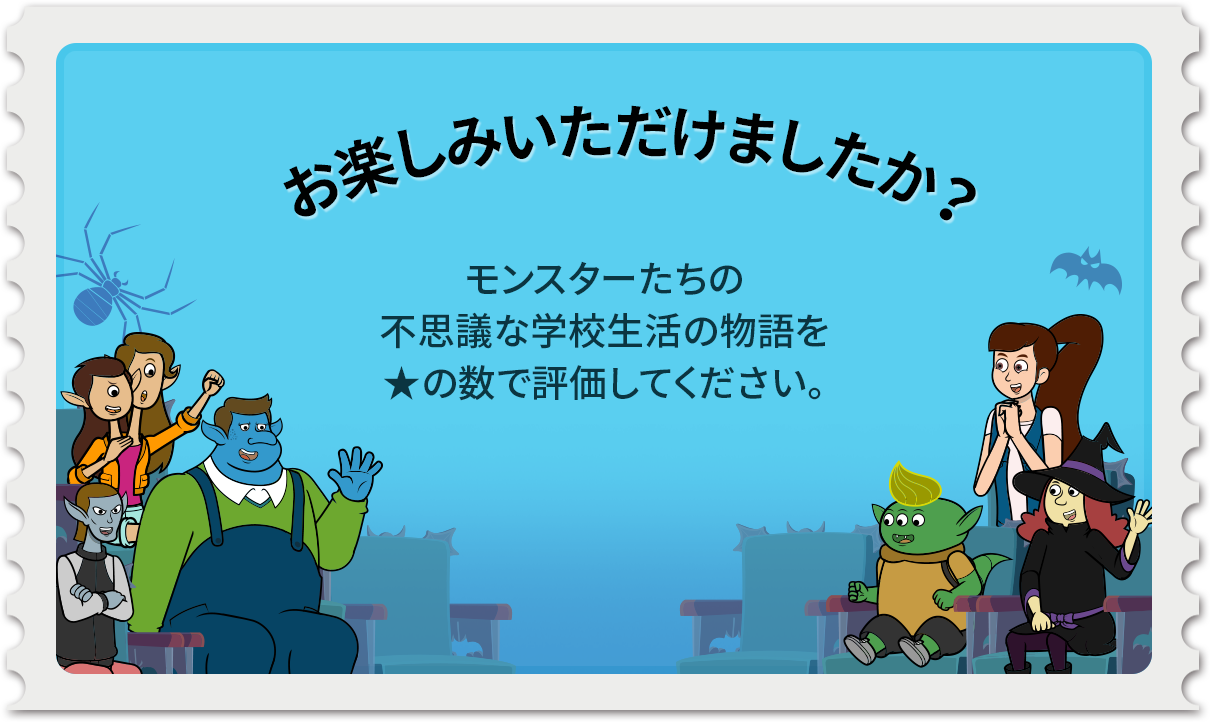 お楽しみいただけましたか？
モンスターたちの
不思議な学校生活の物語を
★の数で評価してください。